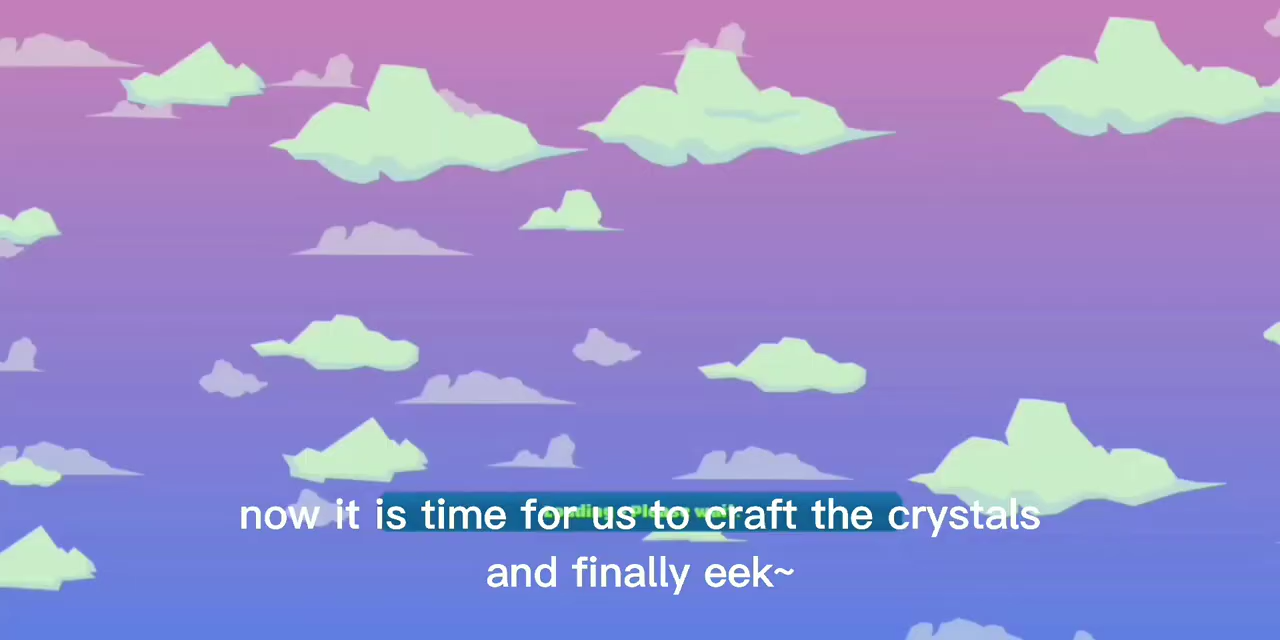 now it is time for us to craft the crystals
and finally eek~